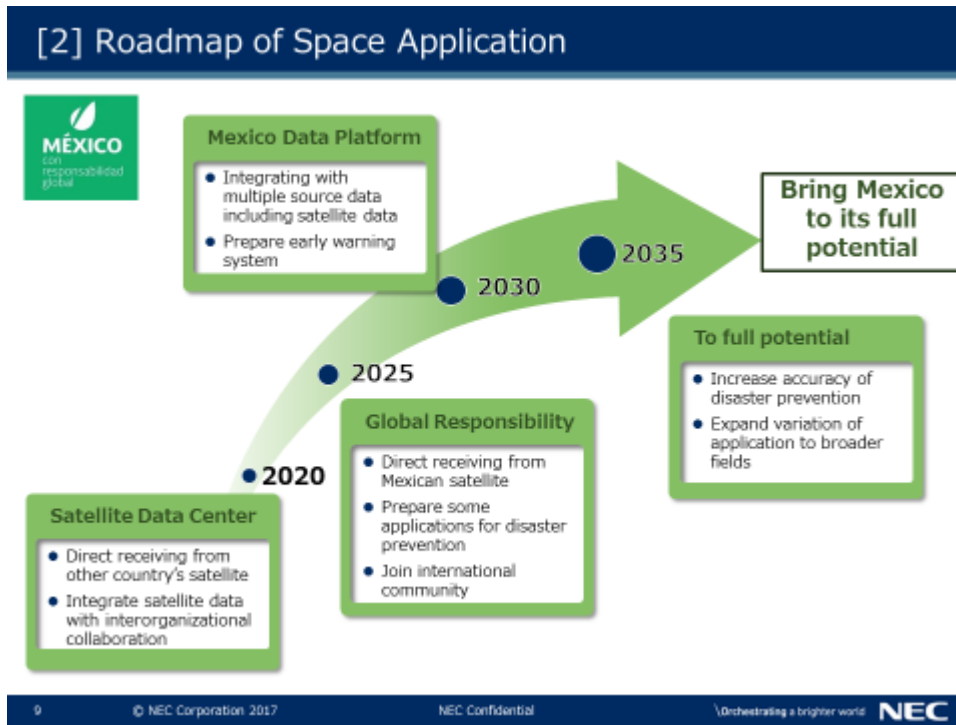 [2] Roadmap of Space Application
MÉXICO
con
responsabilidad
global
Mexico Data Platform
● Integrating with
multiple source data
including satellite data
● Prepare early warning
system
Bring Mexico
to its full
potential
2035
2030
2025
2020
To full potential
● Increase accuracy of
disaster prevention
● Expand variation of
application to broader
fields
Global Responsibility
● Direct receiving from
Mexican satellite
● Prepare some
applications for disaster
prevention
● Join international
community
Satellite Data Center
● Direct receiving from
other country's satellite
● Integrate satellite data
with interorganizational
collaboration
9
© NEC Corporation 2017
NEC Confidential
\Orchestrating a brighter world
NEC